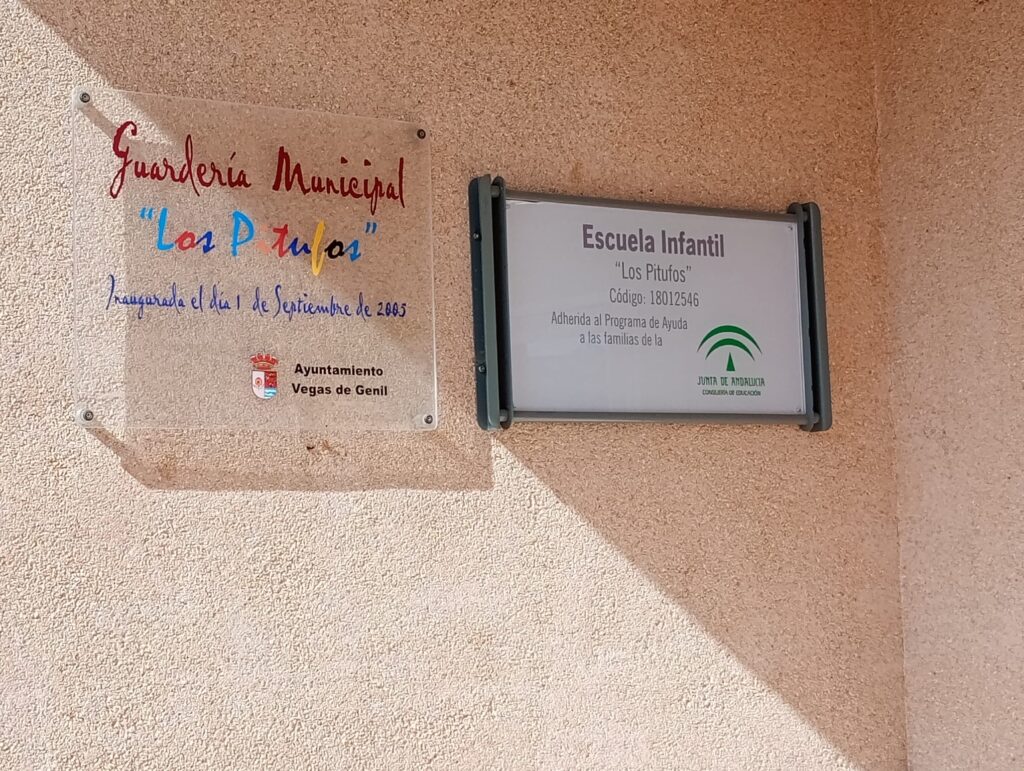 Guardería Municipal
"Los Pitufos"
Inaugurada el día 1 de Septiembre de 2005
Ayuntamiento
Vegas de Genil
Escuela Infantil
"Los Pitufos"
Código: 18012546
Adherida al Programa de Ayuda
a las familias de la
JUNTA DE ANDALUCIA
CONSEJERÍA DE EDUCACIÓN